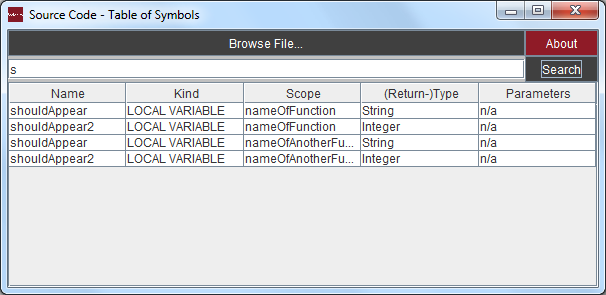 Source Code - Table of Symbols
Browse File... About
s Search
Name Kind Scope (Return-)Type Parameters
shouldAppear LOCAL VARIABLE nameOfFunction String n/a
shouldAppear2 LOCAL VARIABLE nameOfFunction Integer n/a
shouldAppear LOCAL VARIABLE nameOfAnotherFu... String n/a
shouldAppear2 LOCAL VARIABLE nameOfAnotherFu... Integer n/a